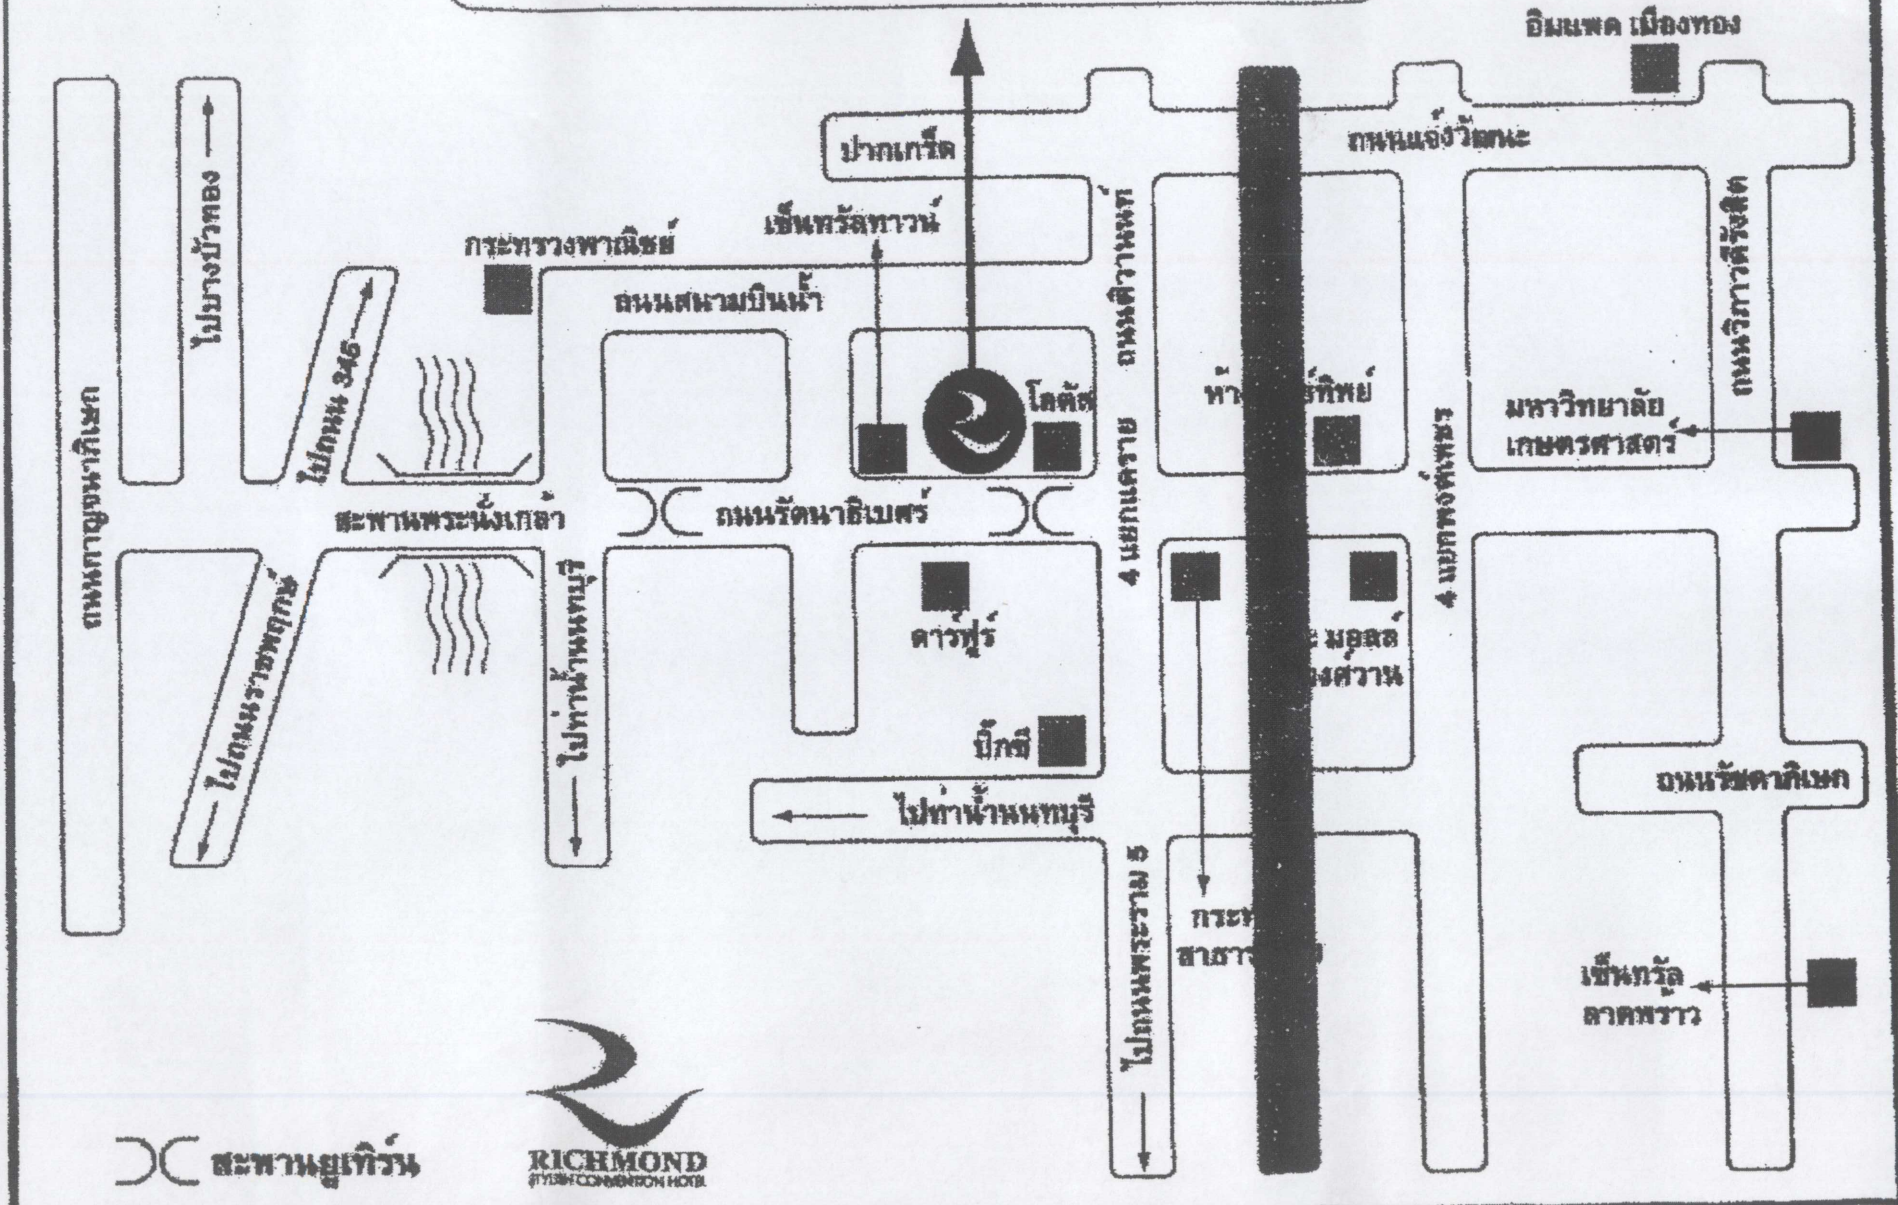 อิมแพค เมืองทอง
ปากเกร็ด
ถนนแจ้งวัฒนะ
เซ็นทรัลทาวน์
กระทรวงพาณิชย์
ถนนสนามบินน้ำ
ถนนติวานนท์
ถนนวิภาวดีรังสิต
ไปบางบัวทอง
ไปถนน 345
ถนนกาญจนาภิเษก
โลตัส
มหาวิทยาลัย
เกษตรศาสตร์
4 แยกแคราย
4 แยกพงษ์เพชร
สะพานพระนั่งเกล้า
ถนนรัตนาธิเบศร์
คาร์ฟูร์
มอลล์
ไปถนนราชพฤกษ์
ไปท่าน้ำนนทบุรี
บิ๊กซี
ถนนรัชดาภิเษก
ไปท่าน้ำนนทบุรี
ไปถนนพระราม 5
เซ็นทรัล
ลาดพร้าว
สะพานยูเทิร์น
RICHMOND
STYLISH CONVENTION HOTEL